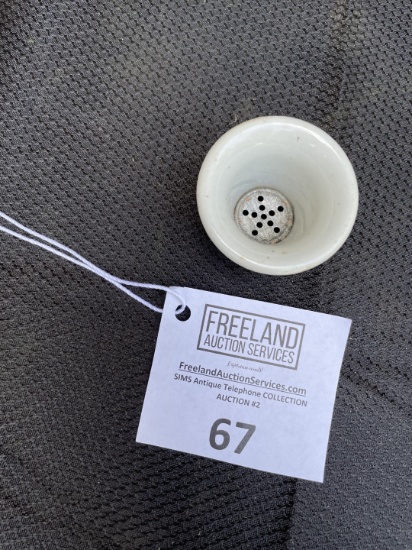 FREELAND
AUCTION SERVICES
FreelandAuctionServices.com
SIMS Antique Telephone COLLECTION
AUCTION #2
67